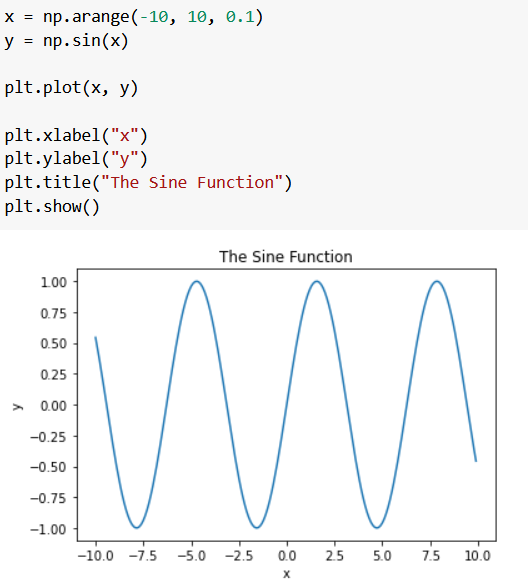 x = np.arange(-10, 10, 0.1)
y = np.sin(x)
plt.plot(x, y)
plt.xlabel("x")
plt.ylabel("y")
plt.title("The Sine Function")
plt.show()
The Sine Function
1.00
0.75
0.50
0.25
0.00
−0.25
−0.50
−0.75
−1.00
y
−10.0 −7.5 −5.0 −2.5 0.0 2.5 5.0 7.5 10.0
x